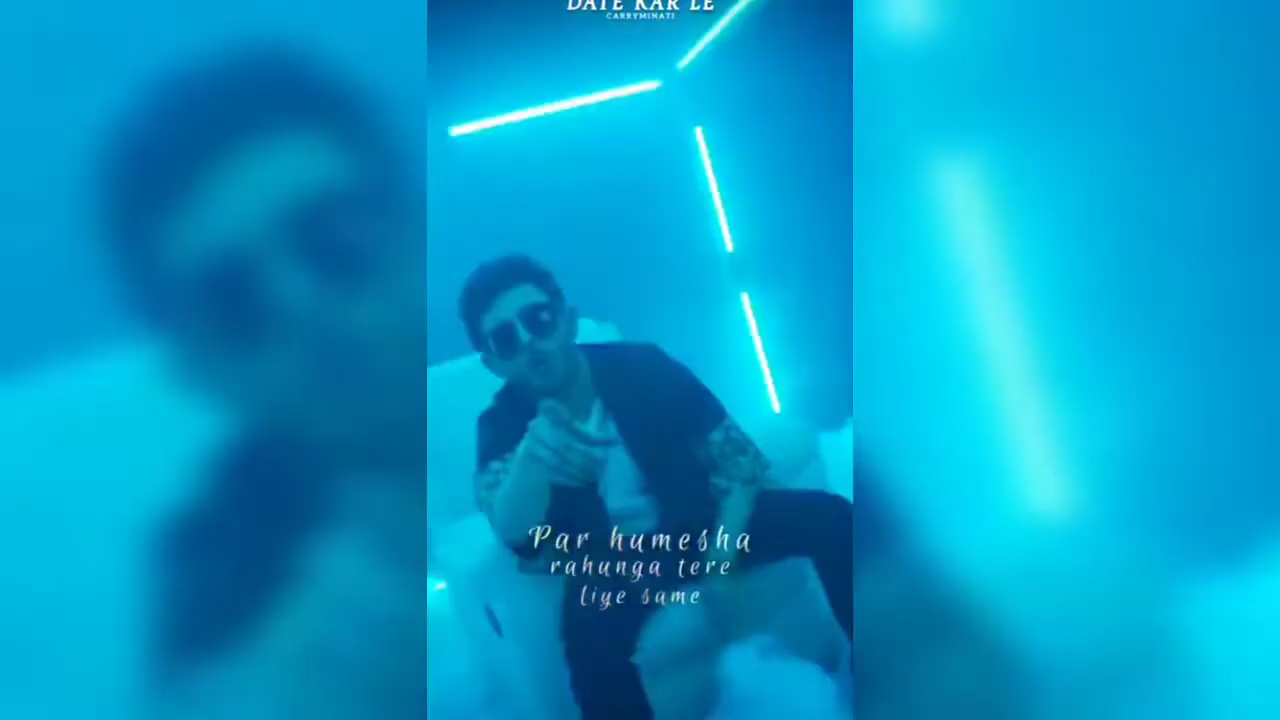 DATE KAR LE
CARRYMINATI
Par humesha
rahunga tere
liye same